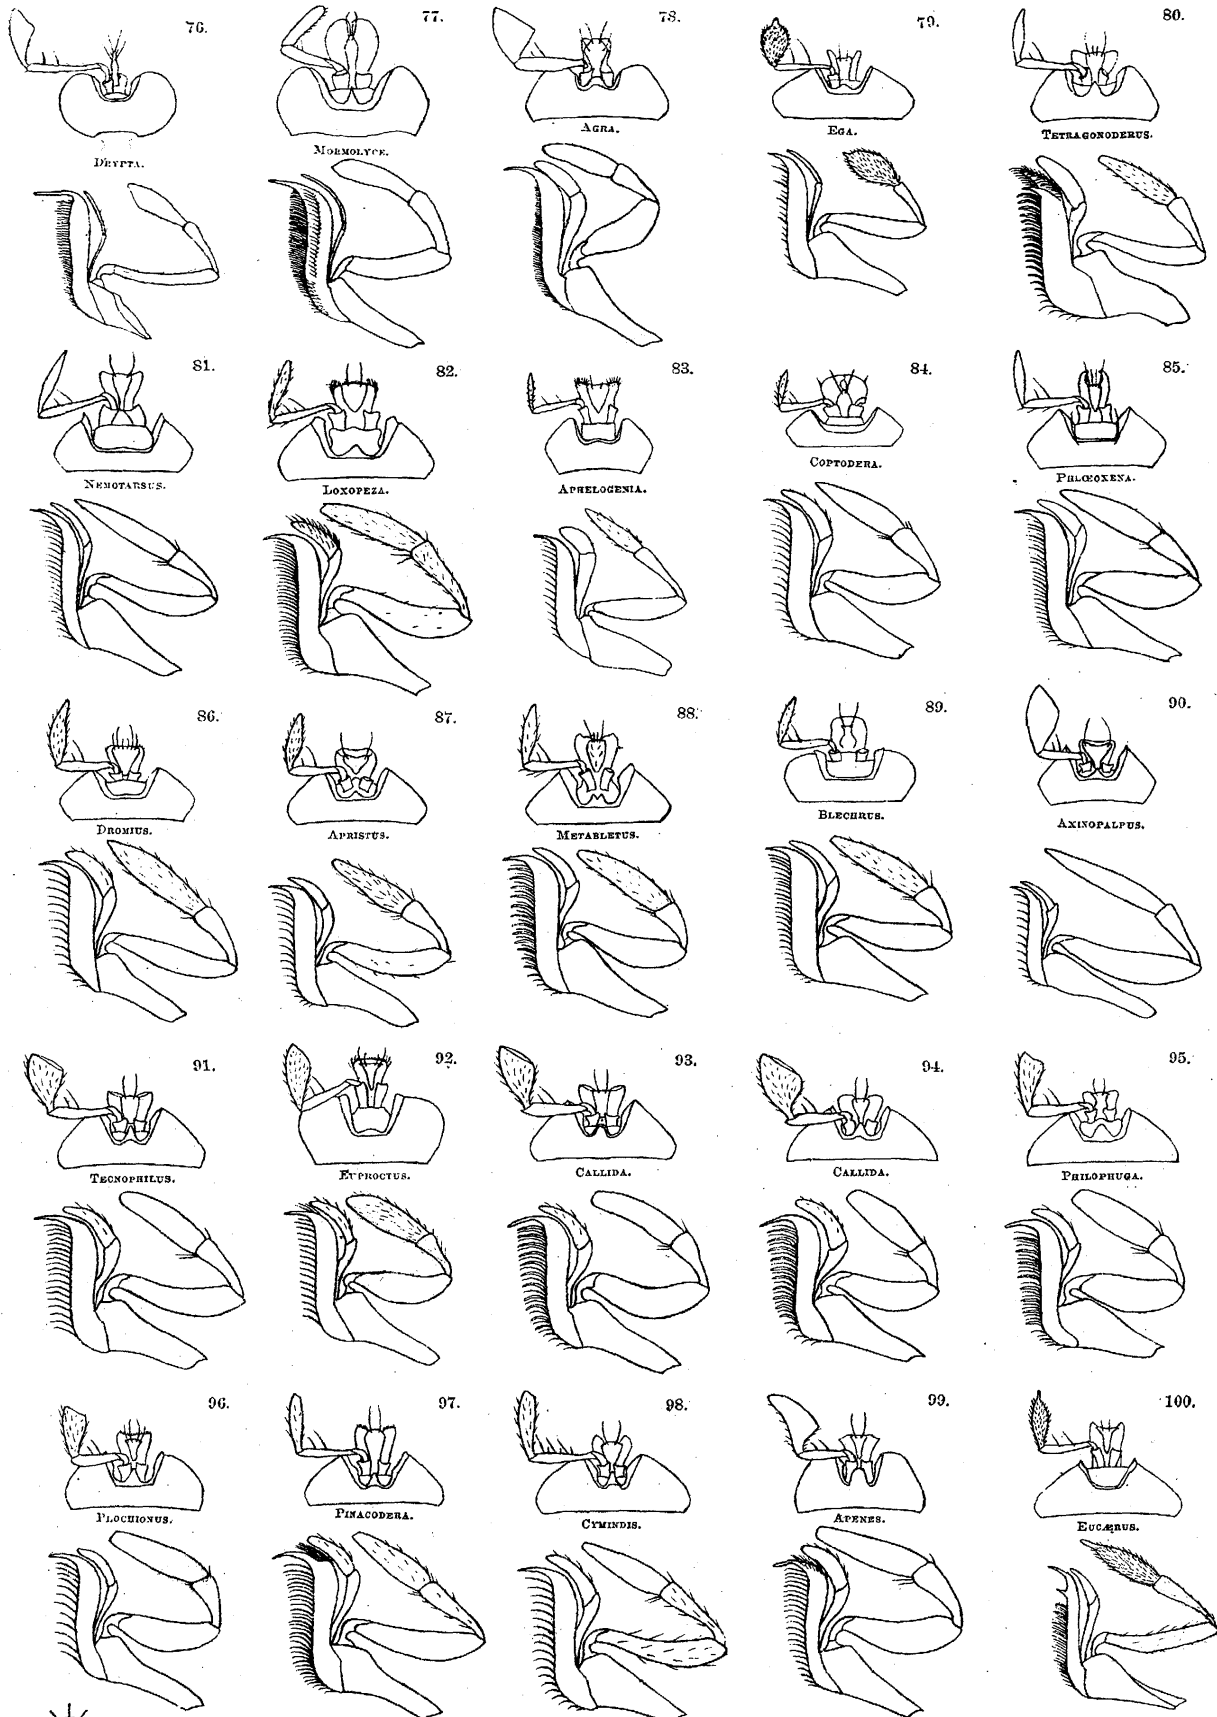 76.
77.
78.
79.
80.
Drypta.
Mormolyce.
Agra.
Ega.
Tetragonoderus.
81.
82.
83.
84.
85.
Nemotarsus.
Loxopeza.
Aphelogenia.
Coptodera.
Phlœoxena.
86.
87.
88.
89.
90.
Dromius.
Apristus.
Metabletus.
Blechrus.
Axinopalpus.
91.
92.
93.
94.
95.
Tecnophilus.
Euproctus.
Callida.
Callida.
Philophuga.
96.
97.
98.
99.
100.
Plochionus.
Pinacodera.
Cymindis.
Apenes.
Eucærus.